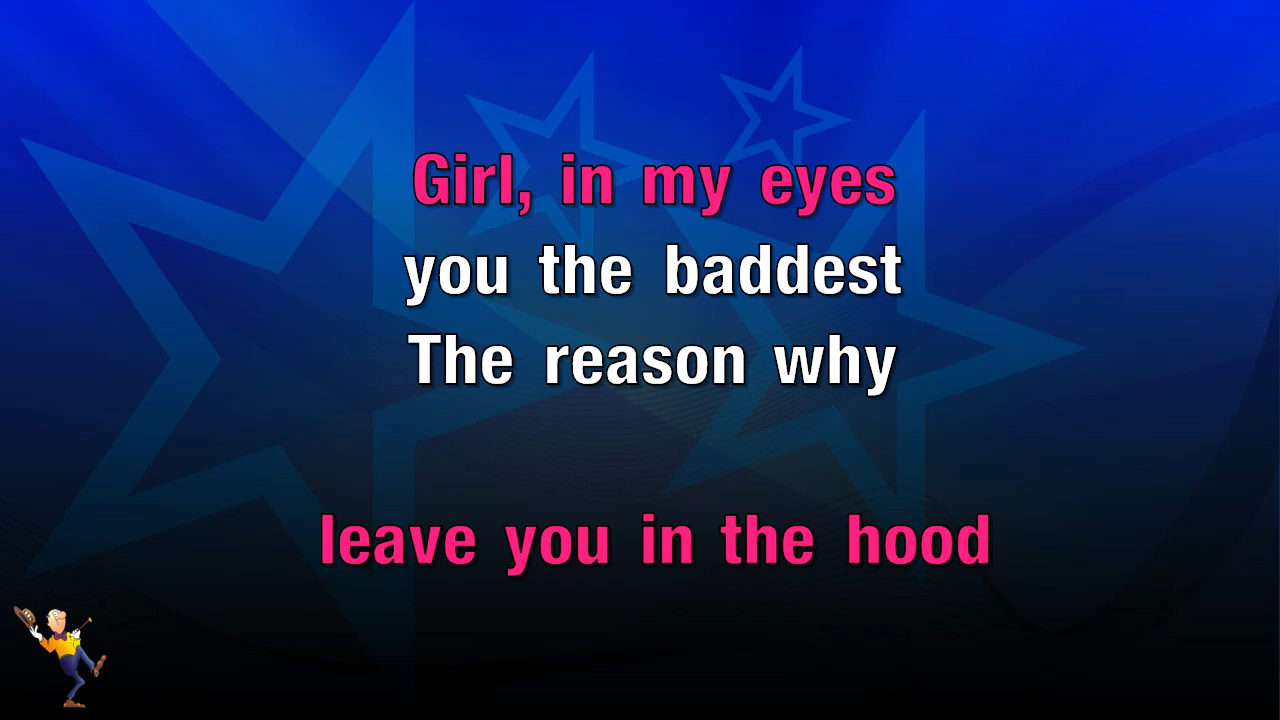 Girl, in my eyes
you the baddest
The reason why
leave you in the hood